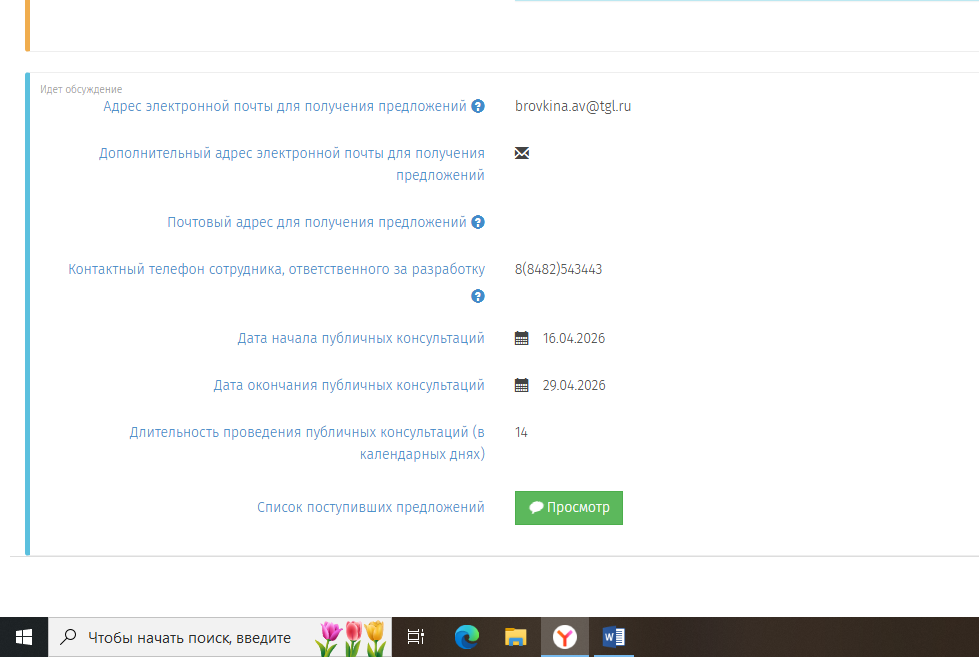 Идет обсуждение
Адрес электронной почты для получения предложений ? brovkina.av@tgl.ru
Дополнительный адрес электронной почты для получения
предложений
Почтовый адрес для получения предложений ?
Контактный телефон сотрудника, ответственного за разработку 8(8482)543443
?
Дата начала публичных консультаций 16.04.2026
Дата окончания публичных консультаций 29.04.2026
Длительность проведения публичных консультаций (в 14
календарных днях)
Список поступивших предложений Просмотр
Чтобы начать поиск, введите